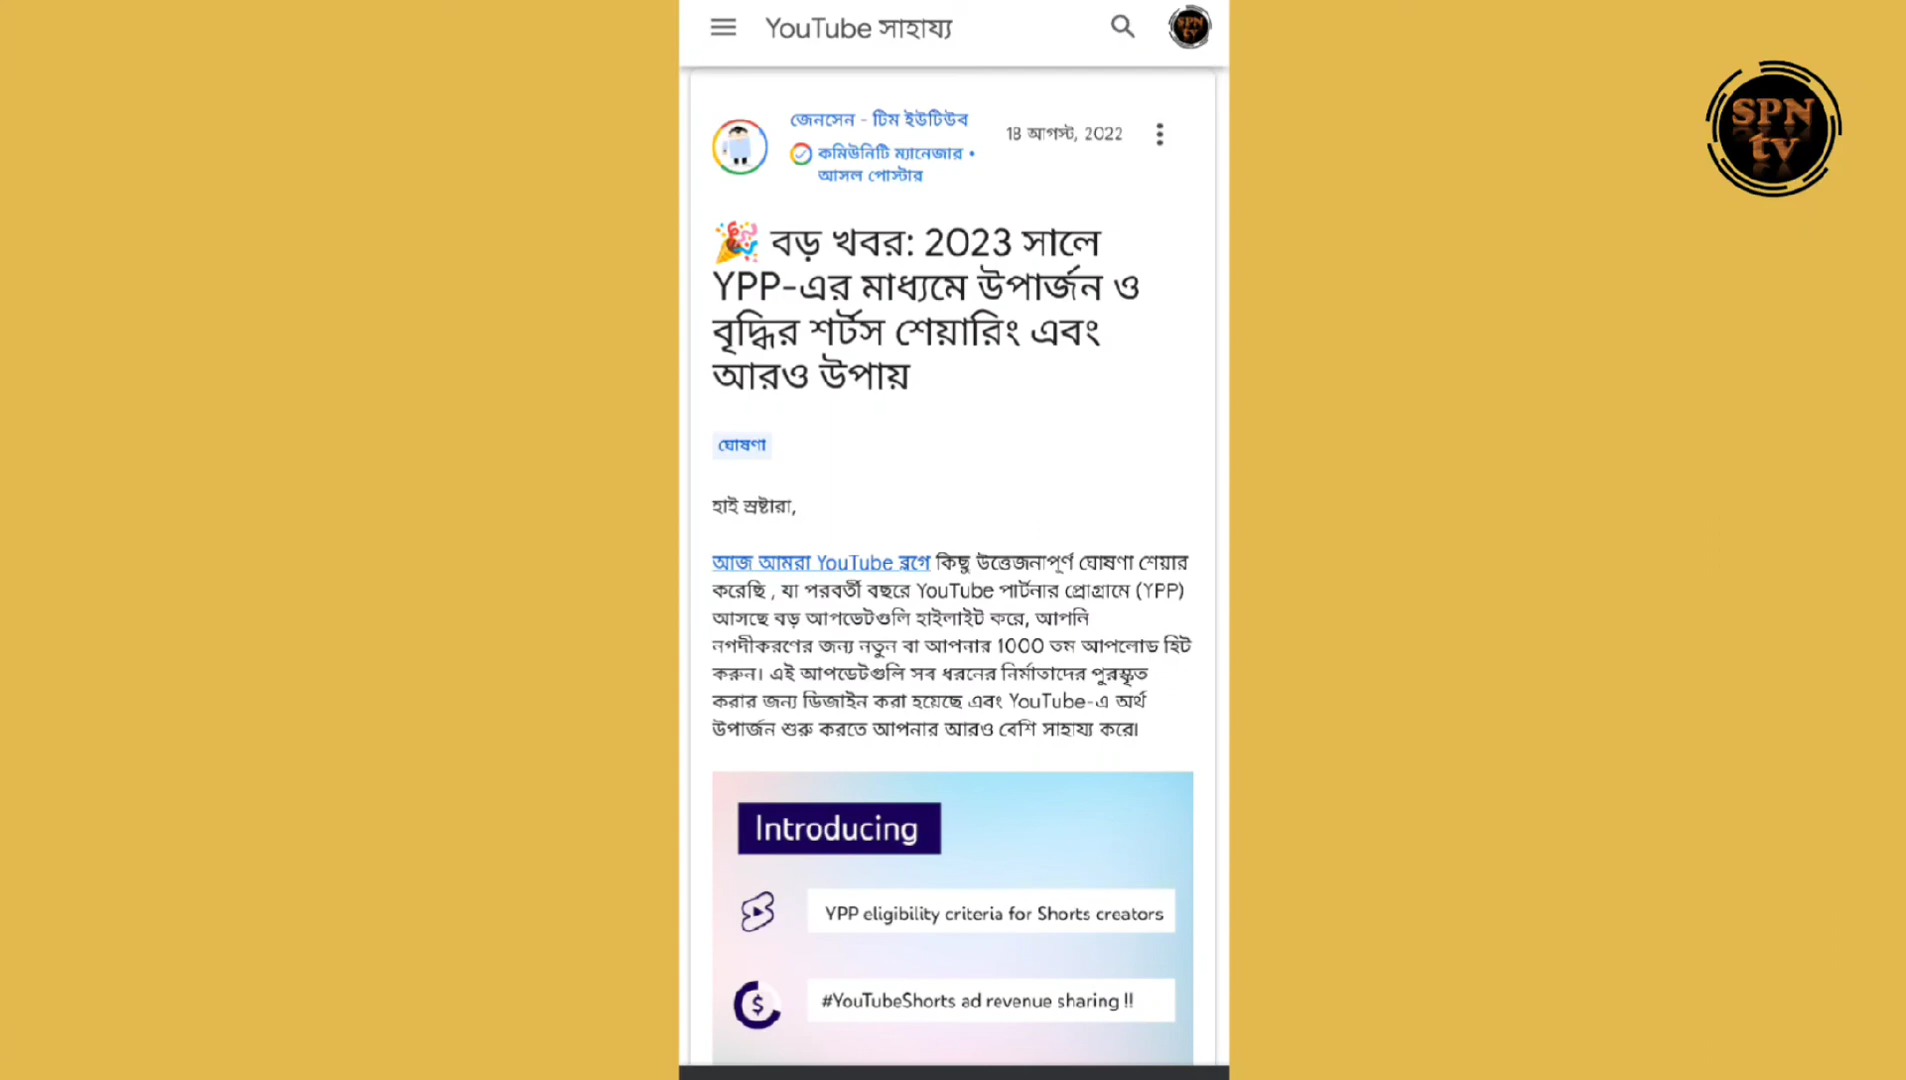 YouTube সাহায্য
SPN
tv
জেনসেন - টিম ইউটিউব
18 আগস্ট, 2022
কমিউনিটি ম্যানেজার •
আসল পোস্টার
SPN
tv
🎉 বড় খবর: 2023 সালে
YPP-এর মাধ্যমে উপার্জন ও
বৃদ্ধির শর্টস শেয়ারিং এবং
আরও উপায়
ঘোষণা
হাই স্রষ্টারা,
আজ আমরা YouTube ব্লগে কিছু উত্তেজনাপূর্ণ ঘোষণা শেয়ার
করেছি , যা পরবর্তী বছরে YouTube পার্টনার প্রোগ্রামে (YPP)
আসছে বড় আপডেটগুলি হাইলাইট করে, আপনি
নগদীকরণের জন্য নতুন বা আপনার 1000 তম আপলোড হিট
করুন। এই আপডেটগুলি সব ধরনের নির্মাতাদের পুরস্কৃত
করার জন্য ডিজাইন করা হয়েছে এবং YouTube-এ অর্থ
উপার্জন শুরু করতে আপনার আরও বেশি সাহায্য করে৷
Introducing
YPP eligibility criteria for Shorts creators
#YouTubeShorts ad revenue sharing !!